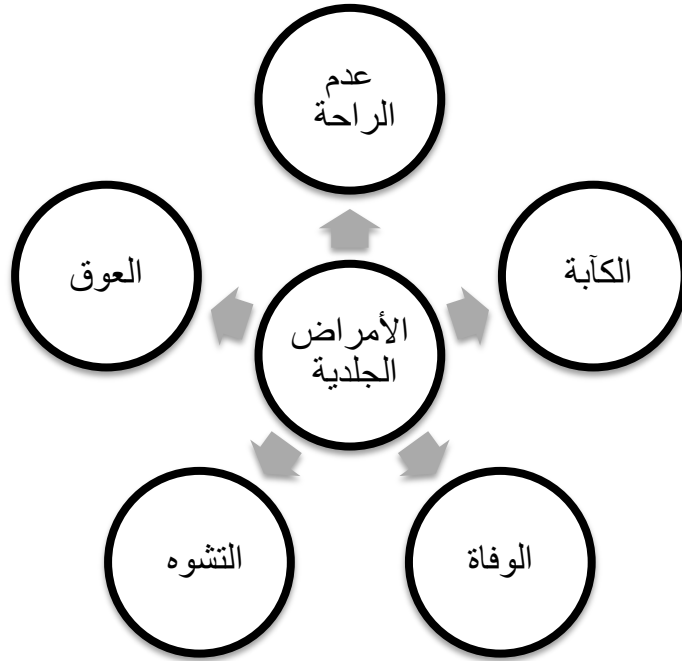 عدم
الراحة
الكآبة
العوق
الأمراض
الجلدية
الوفاة
التشوه